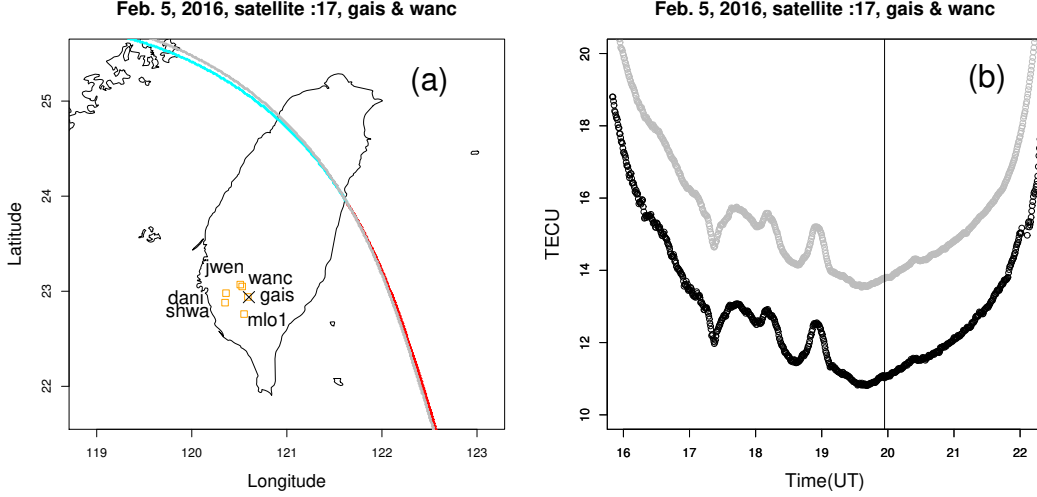 Feb. 5, 2016, satellite :17, gais & wanc
(a)
Latitude
25
24
23
22
jwen
wanc
dani
gais
shwa
mlo1
119
120
121
122
123
Longitude
Feb. 5, 2016, satellite :17, gais & wanc
(b)
TECU
20
18
16
14
12
10
16
17
18
19
20
21
22
Time(UT)